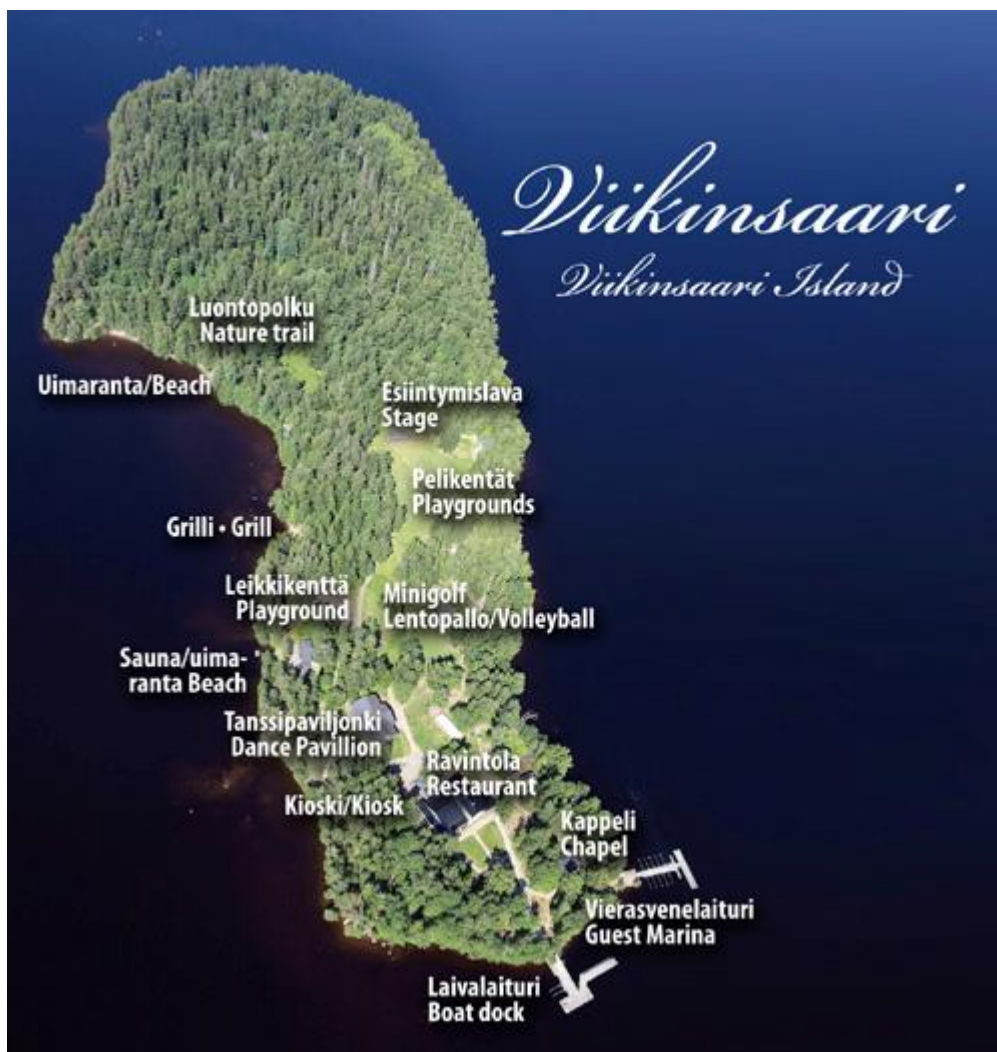 Viikinsaari
Viikinsaari Island
Luontopolku
Nature trail
Uimaranta/Beach
Esiintymislava
Stage
Pelikentät
Playgrounds
Grilli • Grill
Leikkikenttä
Playground
Minigolf
Lentopallo/Volleyball
Sauna/uima-
ranta Beach
Tanssipaviljonki
Dance Pavillion
Ravintola
Restaurant
Kioski/Kiosk
Kappeli
Chapel
Vierasvenelaituri
Guest Marina
Laivalaituri
Boat dock